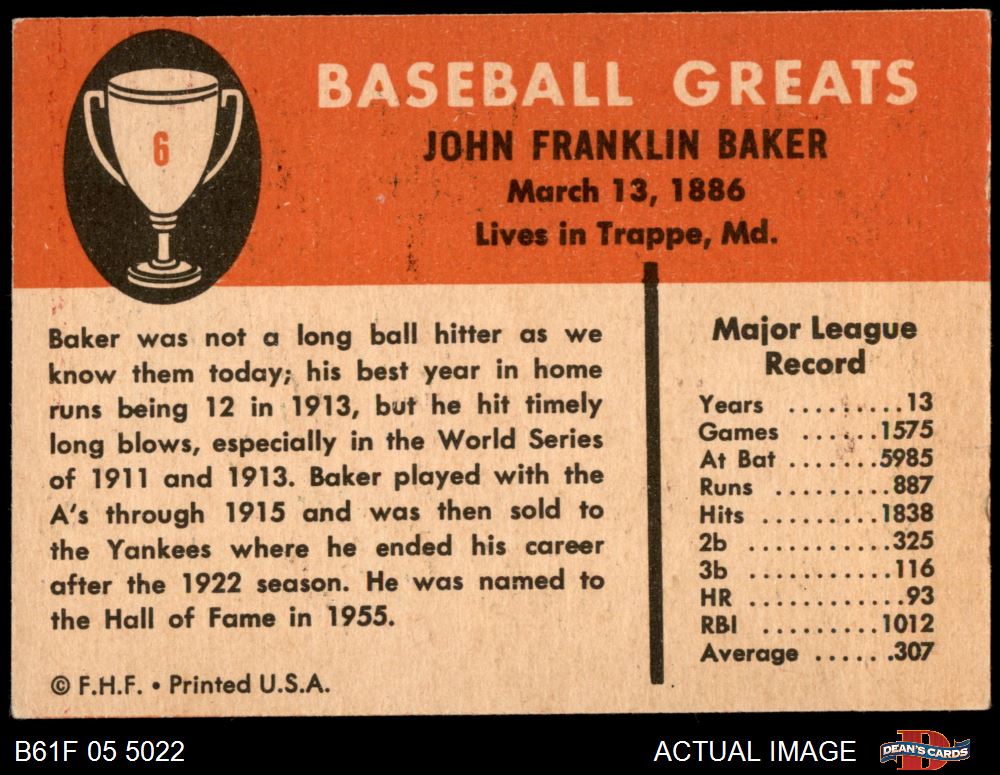 6
BASEBALL GREATS
JOHN FRANKLIN BAKER
March 13, 1886
Lives in Trappe, Md.
Baker was not a long ball hitter as we
know them today; his best year in home
runs being 12 in 1913, but he hit timely
long blows, especially in the World Series
of 1911 and 1913. Baker played with the
A's through 1915 and was then sold to
the Yankees where he ended his career
after the 1922 season. He was named to
the Hall of Fame in 1955.
© F.H.F. • Printed U.S.A.
Major League
Record
Years ..........13
Games ......1575
At Bat .......5985
Runs .........887
Hits .........1838
2b ...........325
3b ...........116
HR ............93
RBI .........1012
Average ......307
B61F 05 5022
ACTUAL IMAGE
D
DEAN'S CARDS